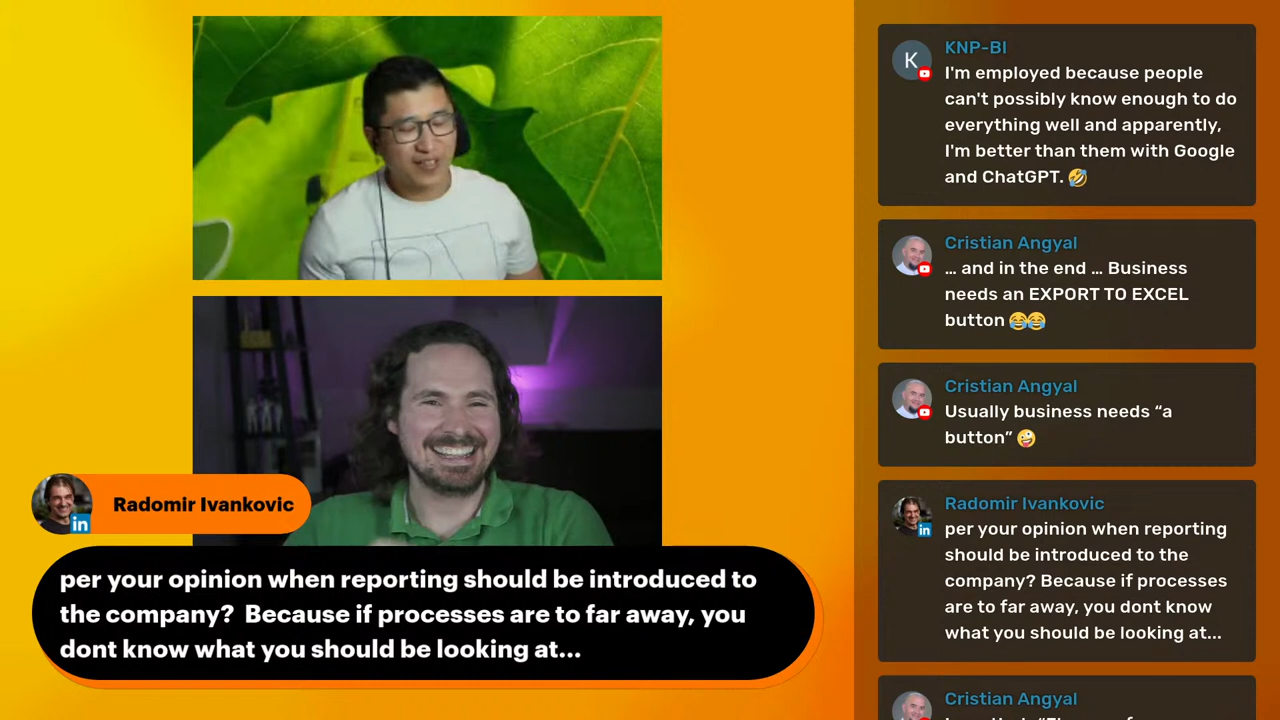 KNP-BI
I'm employed because people
can't possibly know enough to do
everything well and apparently,
I'm better than them with Google
and ChatGPT. 🤣
Cristian Angyal
… and in the end … Business
needs an EXPORT TO EXCEL
button 😂😂
Cristian Angyal
Usually business needs “a
button” 🤪
Radomir Ivankovic
per your opinion when reporting
should be introduced to the
company? Because if processes
are to far away, you dont know
what you should be looking at...
Cristian Angyal
Radomir Ivankovic
per your opinion when reporting should be introduced to
the company?  Because if processes are to far away, you
dont know what you should be looking at...
K
in
in